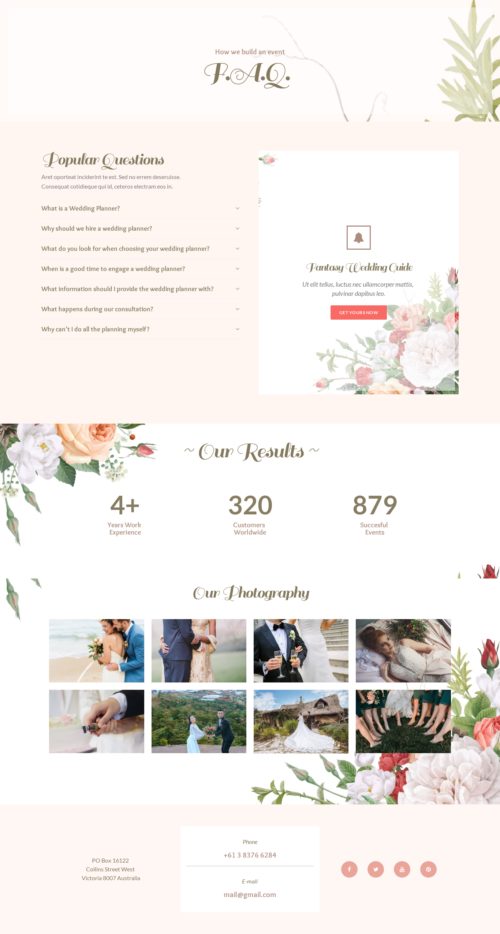 How we build an event
F.A.Q.
Popular Questions
Aret oporteat inciderint te est. Sed no errem deseruisse.
Consequat cotidieque qui id, ceteros electram eos in.
What is a Wedding Planner?
Why should we hire a wedding planner?
What do you look for when choosing your wedding planner?
When is a good time to engage a wedding planner?
What information should I provide the wedding planner with?
What happens during our consultation?
Why can't I do all the planning myself?
Fantasy Wedding Guide
Ut elit tellus, luctus nec ullamcorper mattis,
pulvinar dapibus leo.
GET YOURS NOW
~ Our Results ~
4+
Years Work
Experience
320
Customers
Worldwide
879
Succesful
Events
Our Photography
PO Box 16122
Collins Street West
Victoria 8007 Australia
Phone
+61 3 8376 6284
E-mail
mail@gmail.com